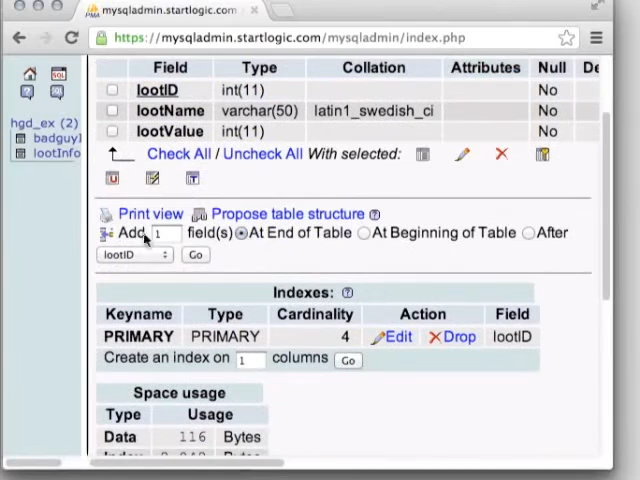 PMA mysqladmin.startlogic.com
https://mysqladmin.startlogic.com/mysqladmin/index.php
SQL
hgd_ex (2)
badguyI
lootInfo
Field Type Collation Attributes Null De
lootID int(11) No
lootName varchar(50) latin1_swedish_ci No
lootValue int(11) No
Check All / Uncheck All With selected:
U T
Print view Propose table structure ?
Add 1 field(s) At End of Table At Beginning of Table After
lootID Go
Indexes: ?
Keyname Type Cardinality Action Field
PRIMARY PRIMARY 4 Edit Drop lootID
Create an index on 1 columns Go
Space usage
Type Usage
Data 116 Bytes